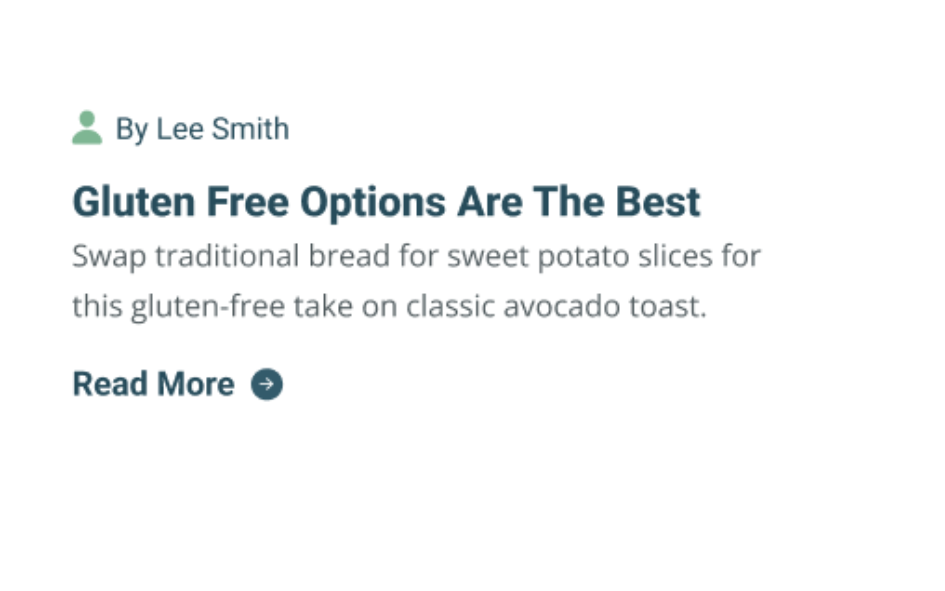 By Lee Smith
Gluten Free Options Are The Best
Swap traditional bread for sweet potato slices for
this gluten-free take on classic avocado toast.
Read More